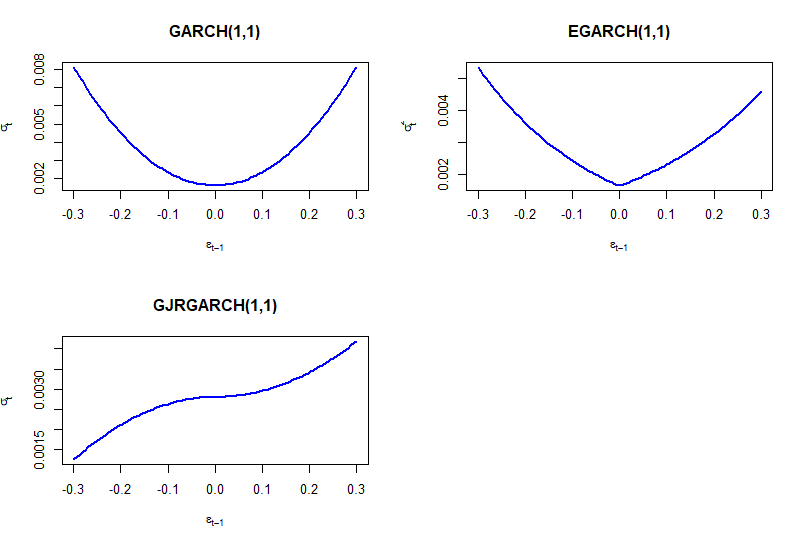 GARCH(1,1)
σt
0.002 0.005 0.008
-0.3 -0.2 -0.1 0.0 0.1 0.2 0.3
εt−1
EGARCH(1,1)
0.002 0.004
-0.3 -0.2 -0.1 0.0 0.1 0.2 0.3
εt−1
GJRGARCH(1,1)
σt
0.0015 0.0030
-0.3 -0.2 -0.1 0.0 0.1 0.2 0.3
εt−1